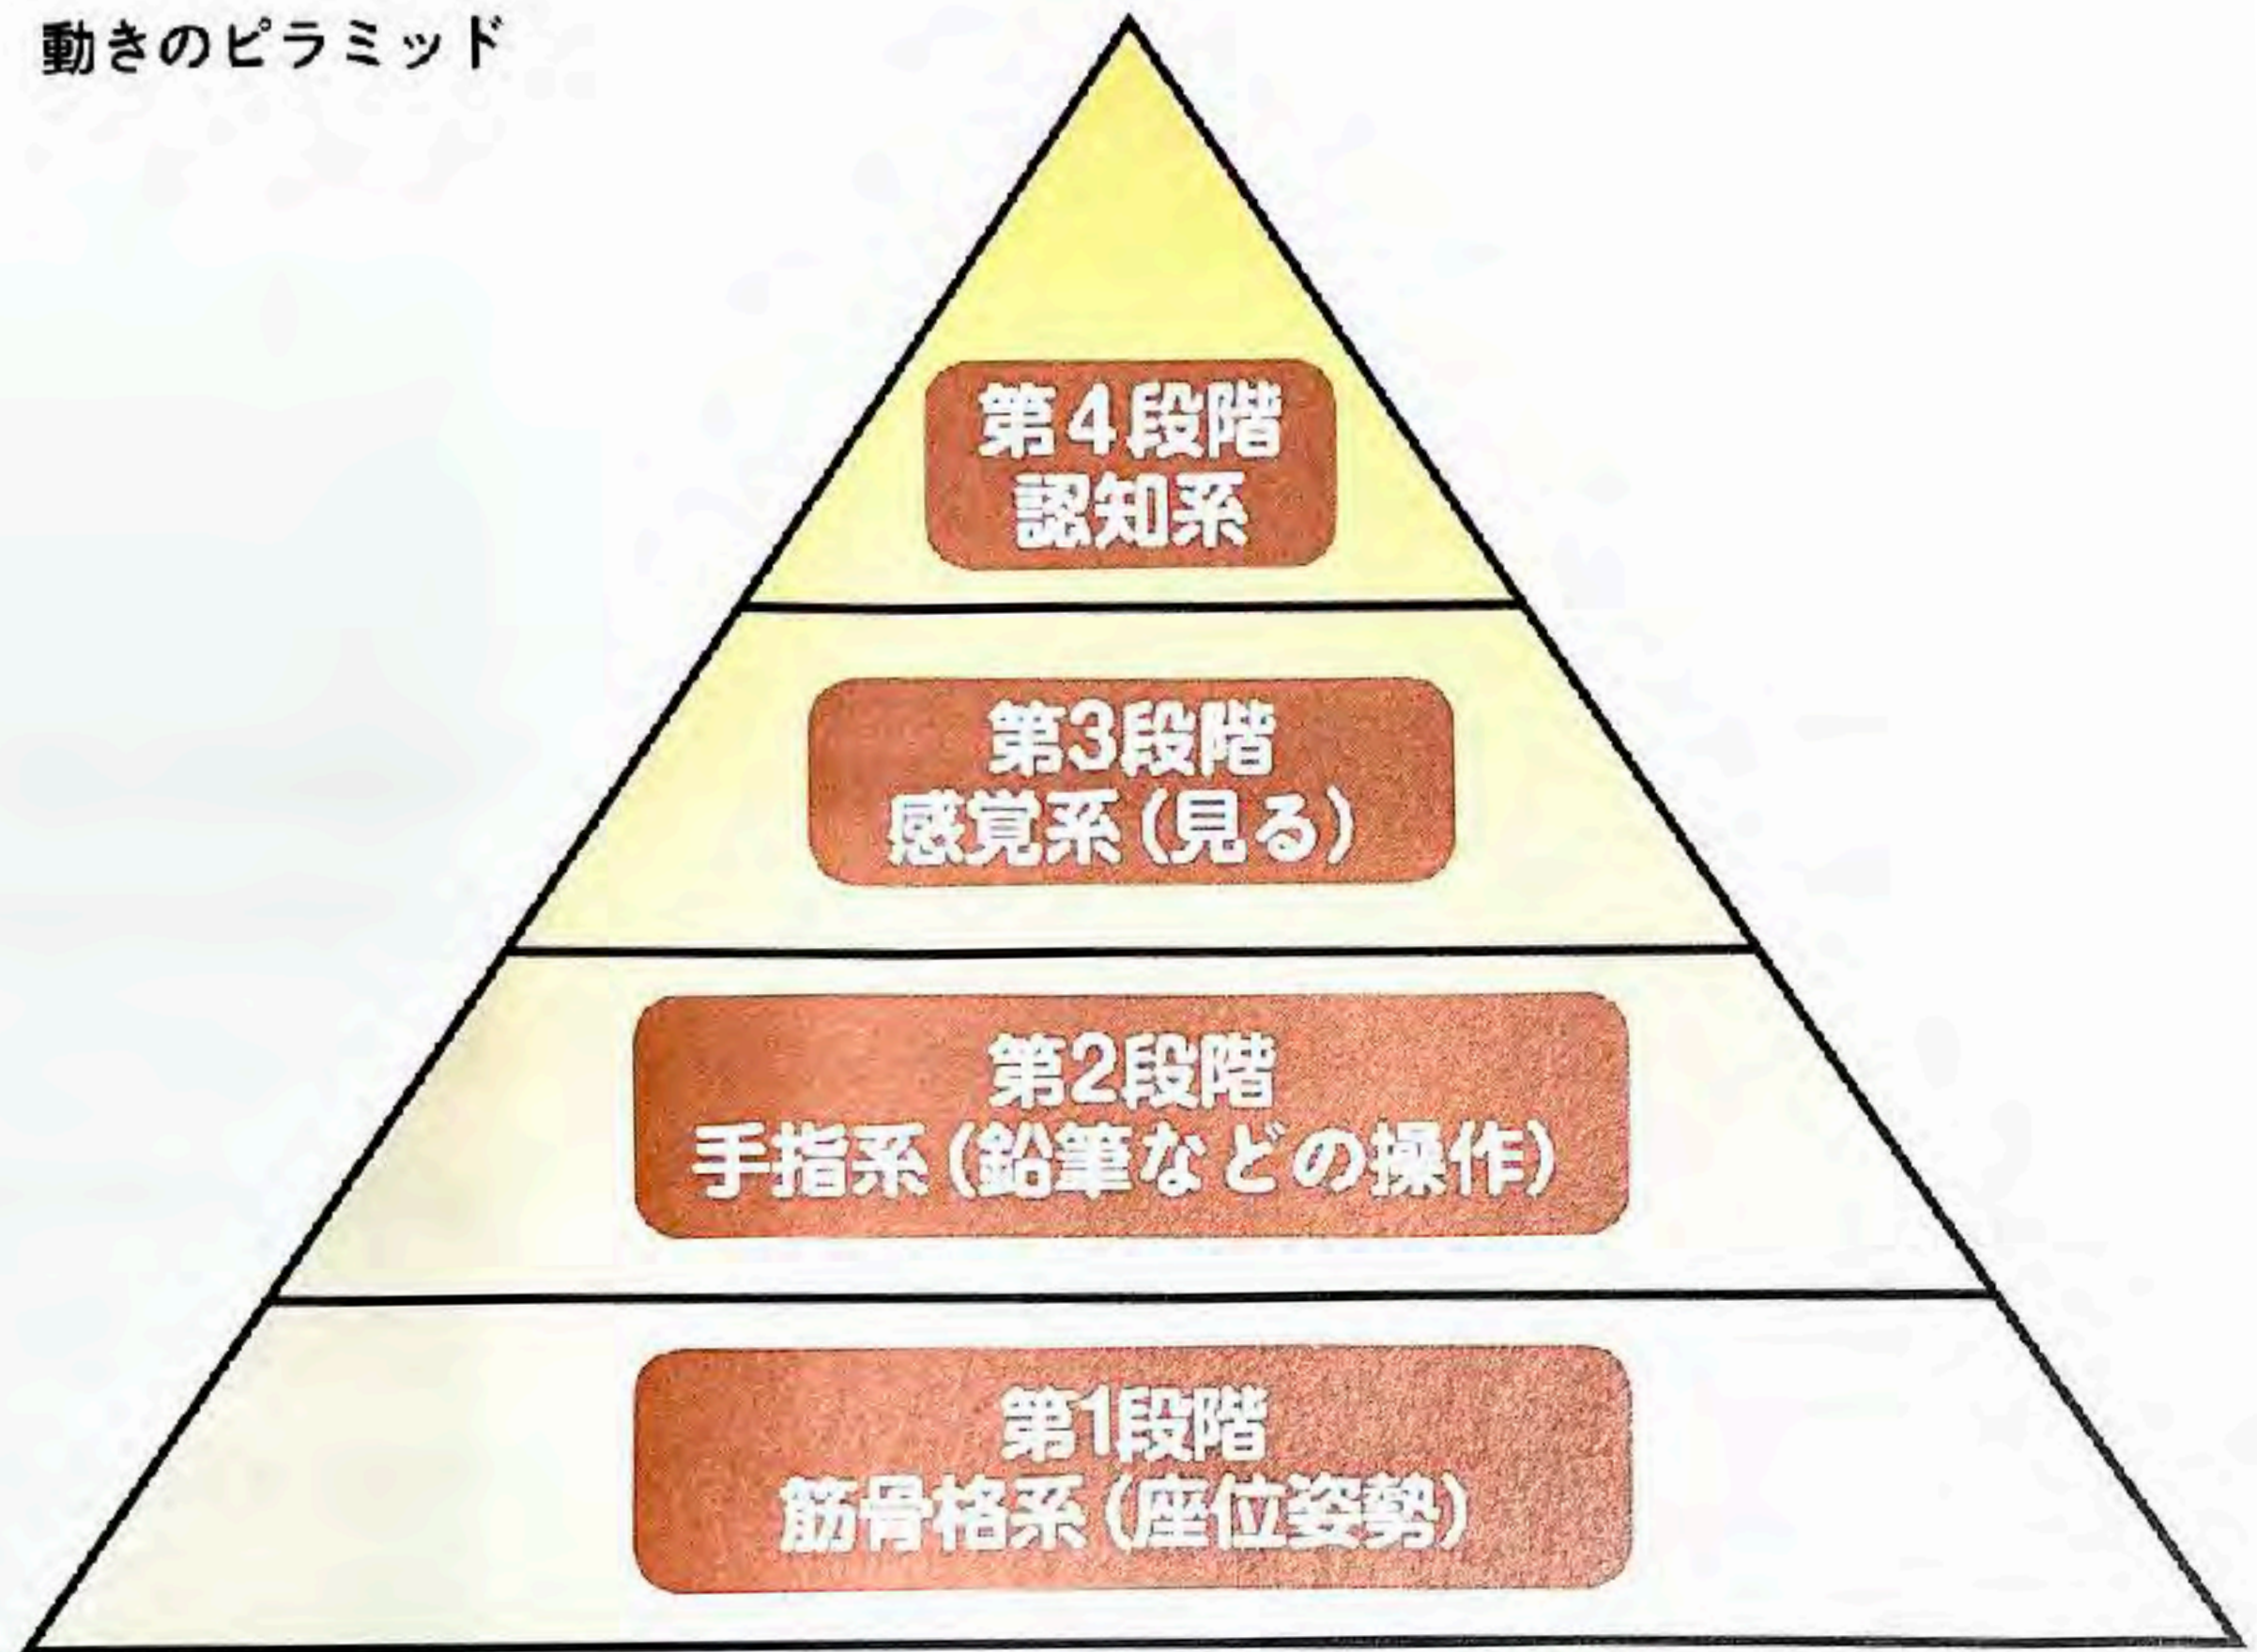 動きのピラミッド
第4段階
認知系
第3段階
感覚系(見る)
第2段階
手指系(鉛筆などの操作)
第1段階
筋骨格系(座位姿勢)